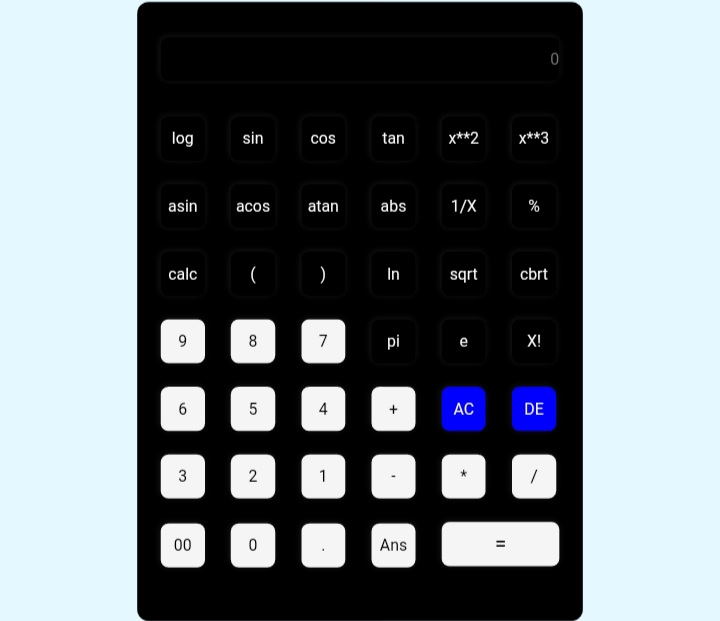 0
log sin cos tan x**2 x**3
asin acos atan abs 1/X %
calc ( ) ln sqrt cbrt
9 8 7 pi e X!
6 5 4 + AC DE
3 2 1 - * /
00 0 . Ans =